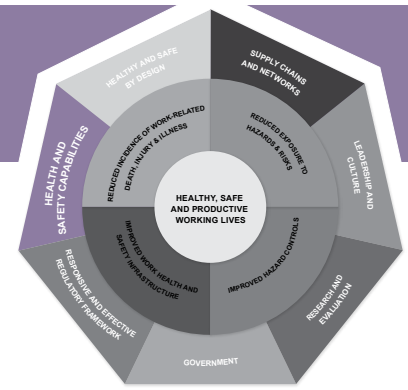 HEALTHY AND SAFE
BY DESIGN
SUPPLY CHAINS
AND NETWORKS
LEADERSHIP AND
CULTURE
RESEARCH AND
EVALUATION
GOVERNMENT
RESPONSIVE AND EFFECTIVE
REGULATORY FRAMEWORK
HEALTH AND
SAFETY CAPABILITIES
REDUCED INCIDENCE OF WORK-RELATED
DEATH, INJURY & ILLNESS
REDUCED EXPOSURE TO
HAZARDS & RISKS
IMPROVED HAZARD CONTROLS
IMPROVED WORK HEALTH AND
SAFETY INFRASTRUCTURE
HEALTHY, SAFE
AND PRODUCTIVE
WORKING LIVES